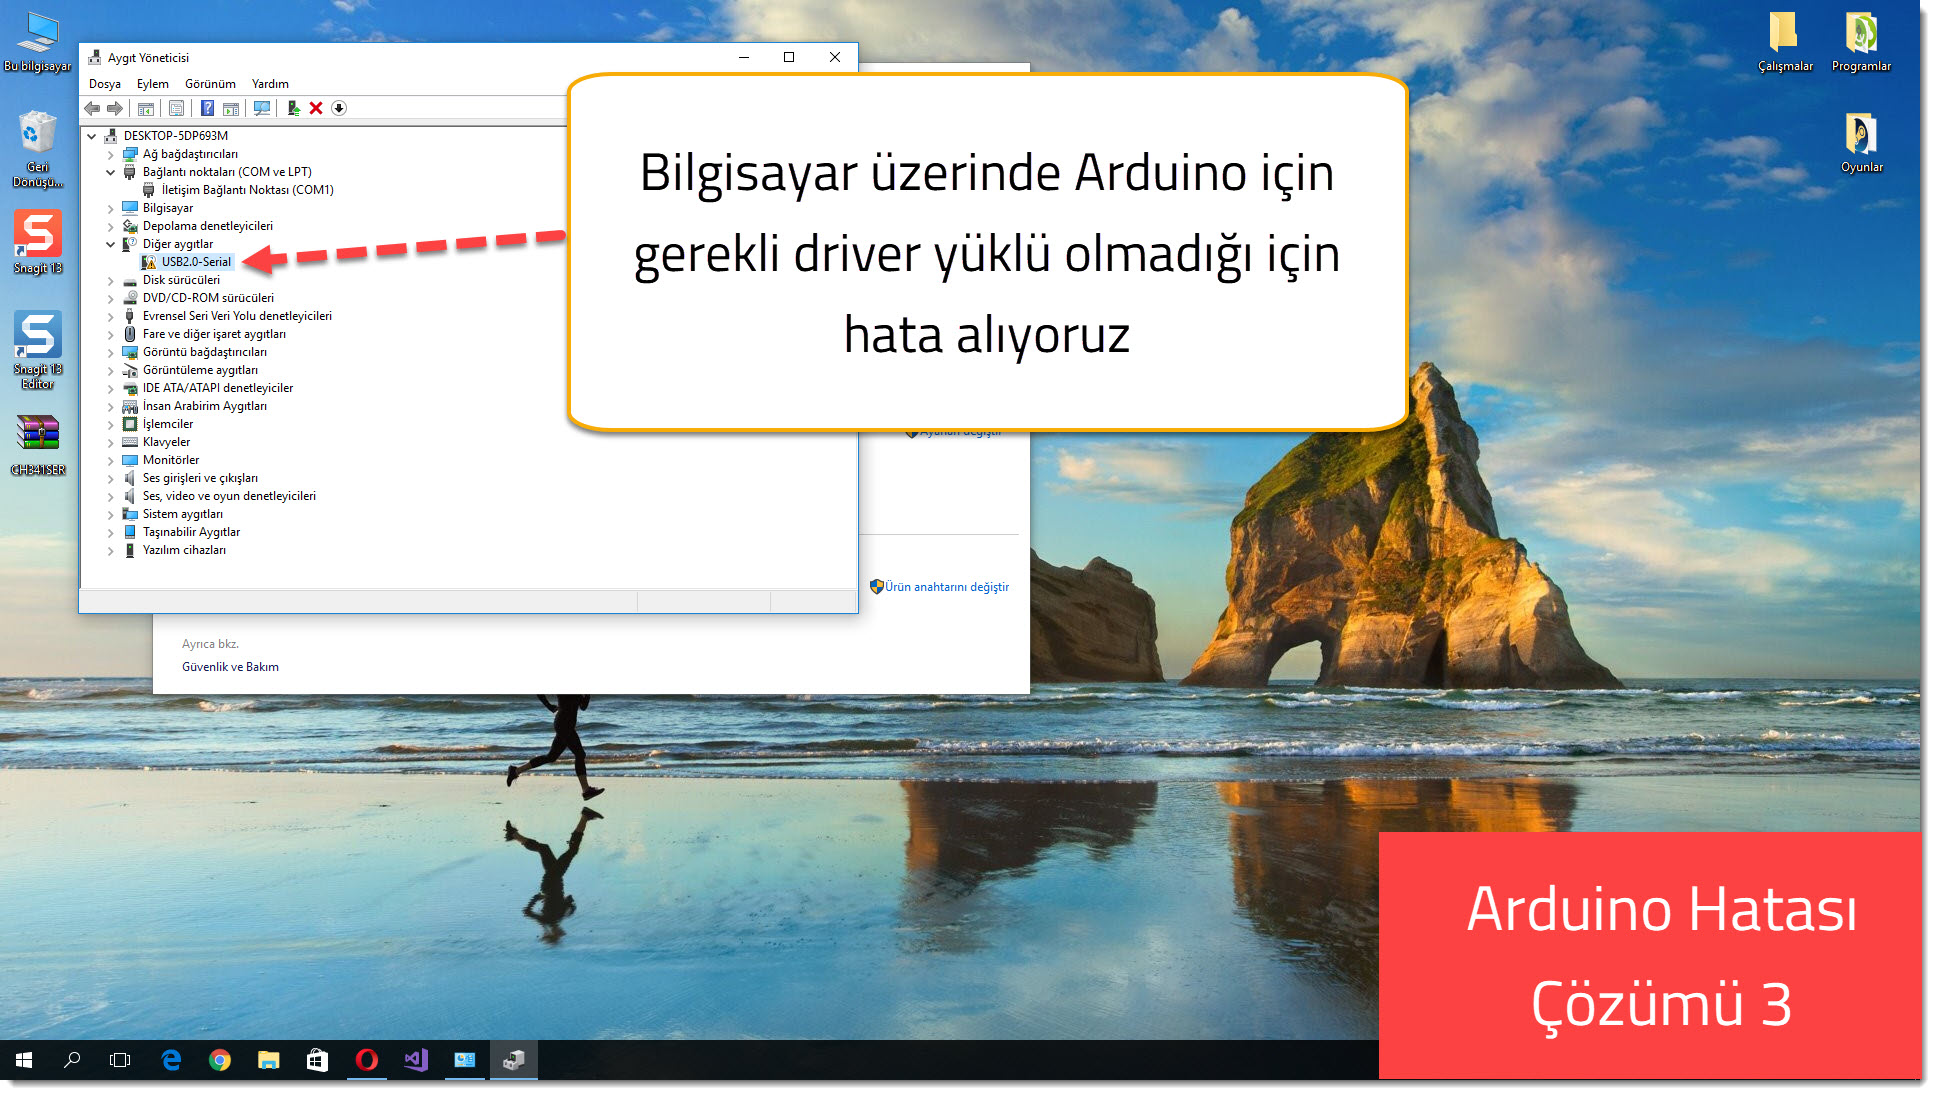 Bu bilgisayar
Geri
Dönüşü...
Snagit 13
Snagit 13
Editor
CH341SER
Aygıt Yöneticisi
Dosya Eylem Görünüm Yardım
DESKTOP-5DP693M
Ağ bağdaştırıcıları
Bağlantı noktaları (COM ve LPT)
İletişim Bağlantı Noktası (COM1)
Bilgisayar
Depolama denetleyicileri
Diğer aygıtlar
USB2.0-Serial
Disk sürücüleri
DVD/CD-ROM sürücüleri
Evrensel Seri Veri Yolu denetleyicileri
Fare ve diğer işaret aygıtları
Görüntü bağdaştırıcıları
Görüntüleme aygıtları
IDE ATA/ATAPI denetleyiciler
İnsan Arabirim Aygıtları
İşlemciler
Klavyeler
Monitörler
Ses girişleri ve çıkışları
Ses, video ve oyun denetleyicileri
Sistem aygıtları
Taşınabilir Aygıtlar
Yazılım cihazları
Bilgisayar üzerinde Arduino için
gerekli driver yüklü olmadığı için
hata alıyoruz
değiştir
Ürün anahtarını değiştir
Ayrıca bkz.
Güvenlik ve Bakım
Çalışmalar
Programlar
Oyunlar
Arduino Hatası
Çözümü 3